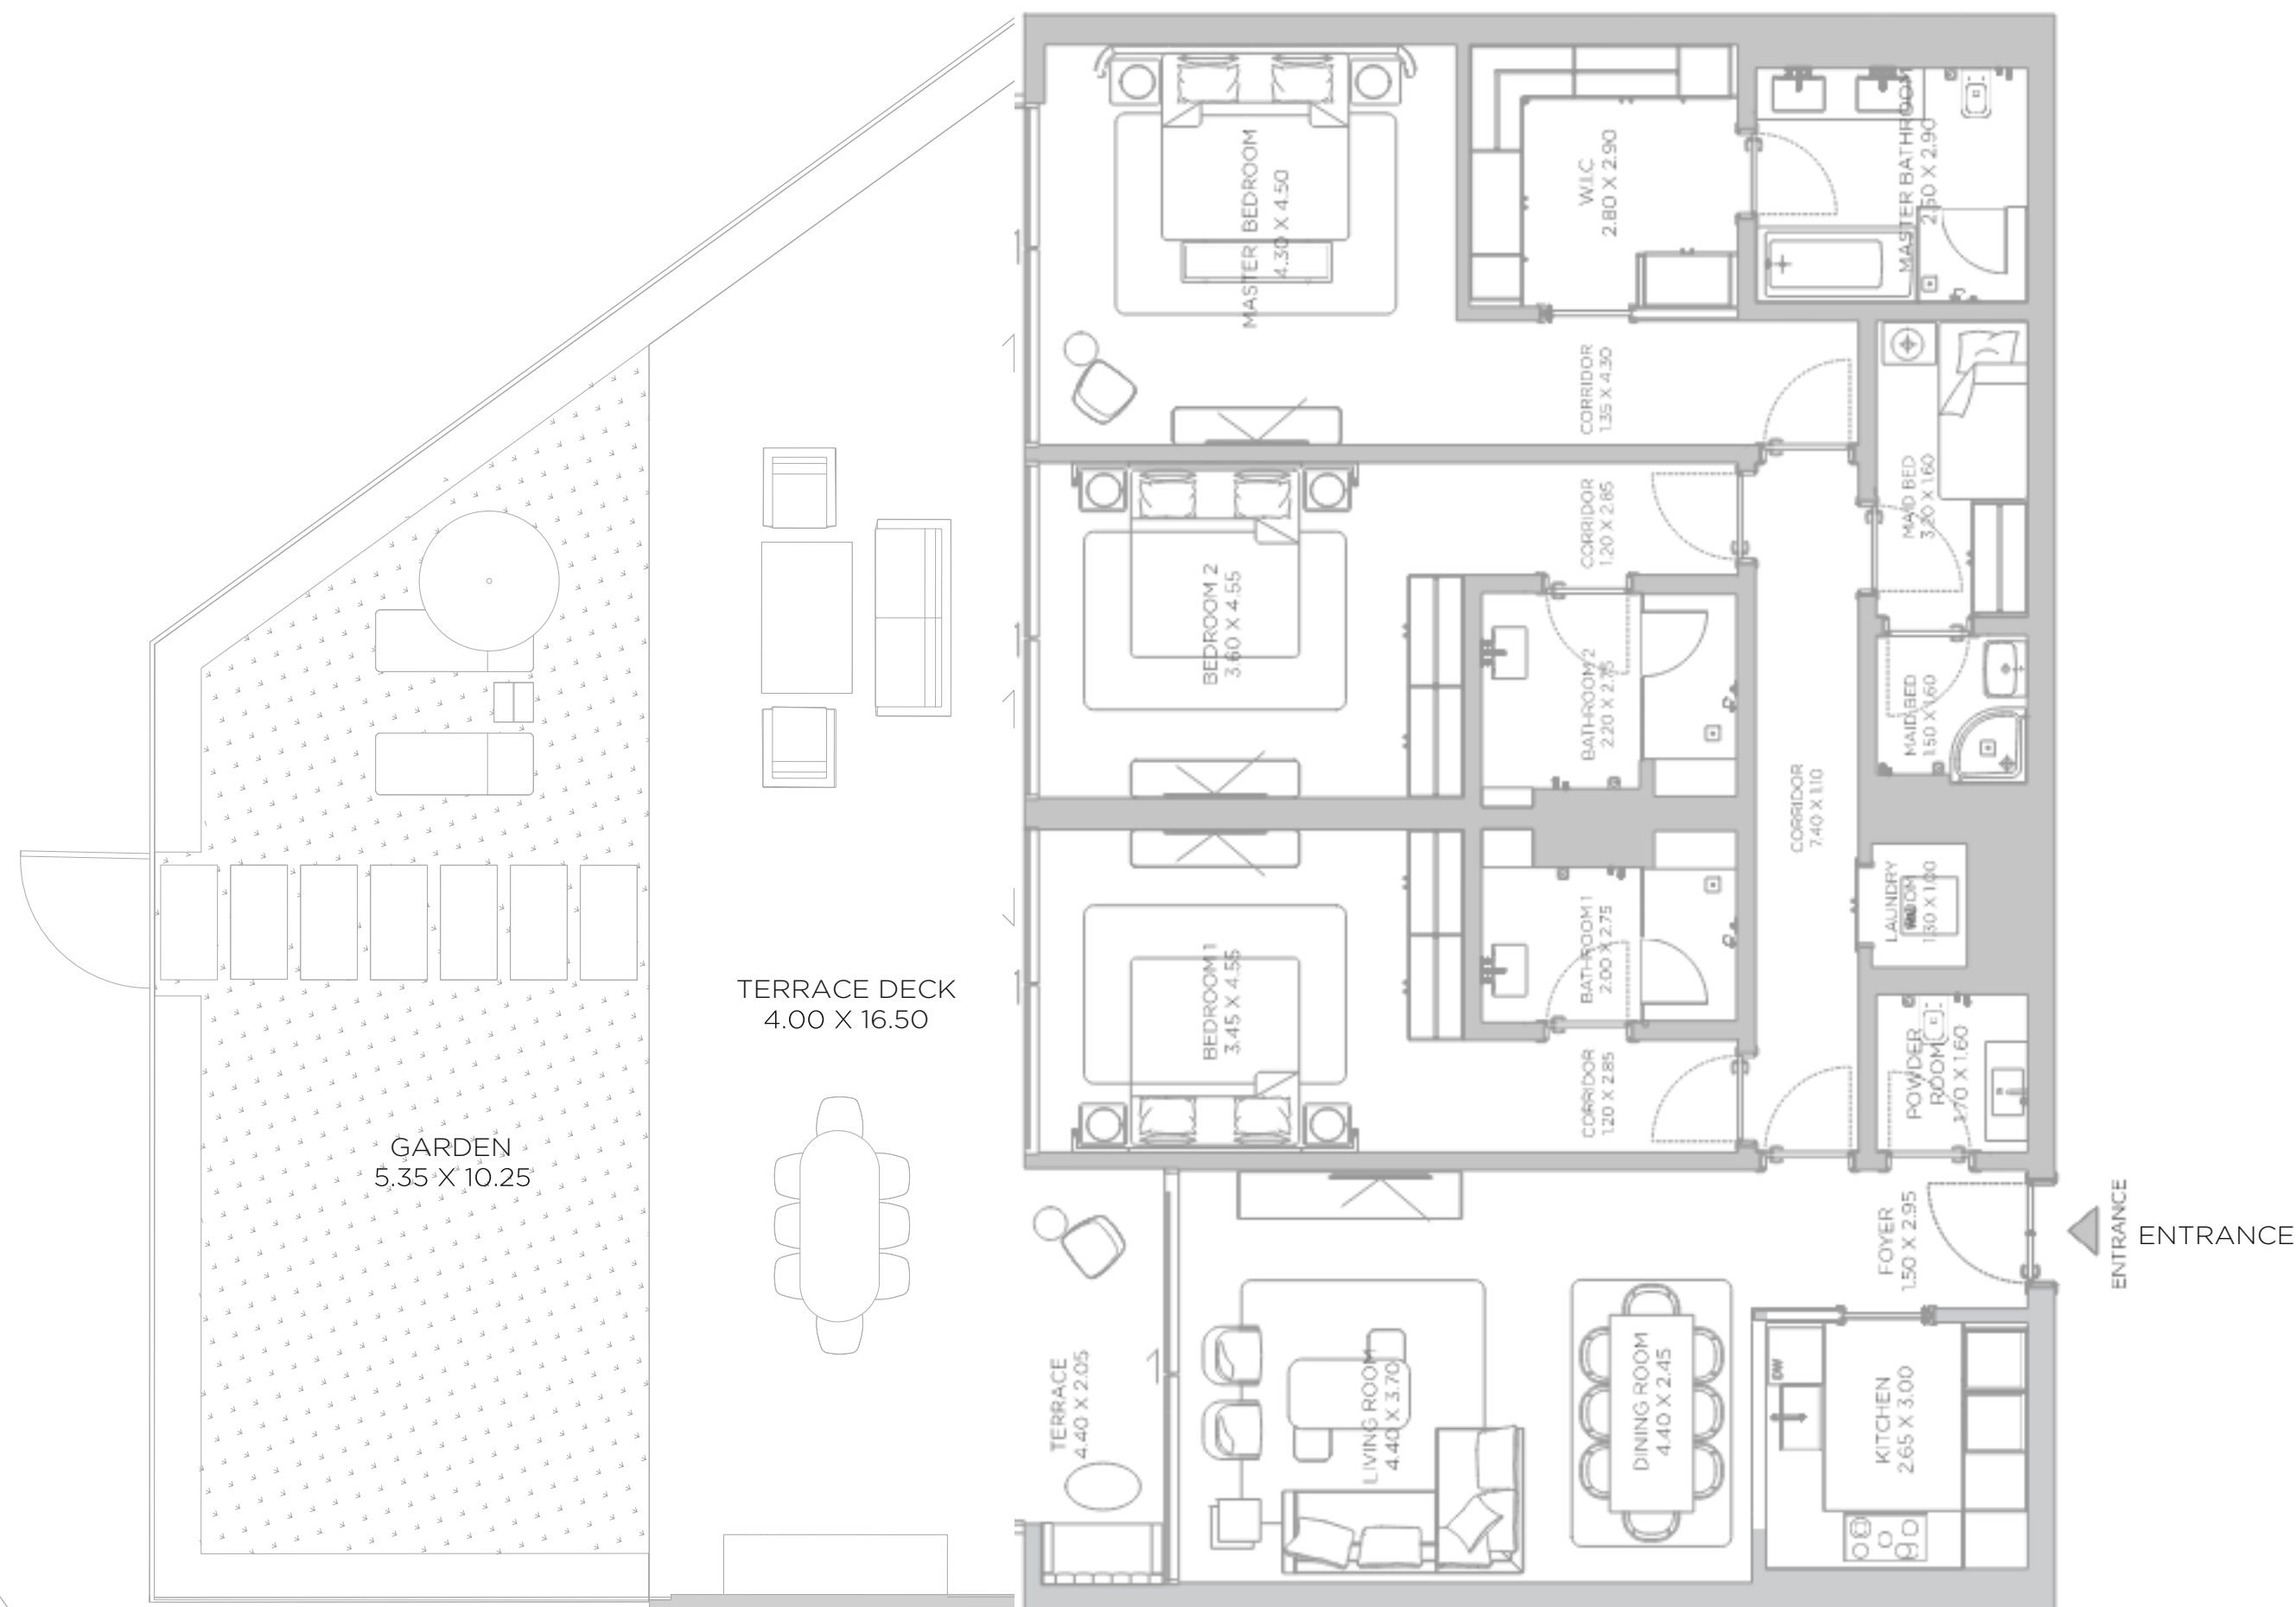 MASTER BEDROOM
4.30 X 4.50
W.I.C.
2.80 X 2.90
MASTER BATHROOM
2.50 X 2.90
CORRIDOR
1.35 X 4.30
MAID BED
3.20 X 1.60
CORRIDOR
1.20 X 2.85
BEDROOM 2
3.60 X 4.55
BATHROOM 2
2.20 X 2.75
MAID BED
1.50 X 1.60
CORRIDOR
7.40 X 1.10
LAUNDRY
ROOM
1.30 X 1.00
BEDROOM 1
3.45 X 4.55
BATHROOM 1
2.00 X 2.75
CORRIDOR
1.20 X 2.85
POWDER
ROOM
1.70 X 1.60
TERRACE DECK
4.00 X 16.50
GARDEN
5.35 X 10.25
FOYER
1.50 X 2.95
ENTRANCE
ENTRANCE
TERRACE
4.40 X 2.05
LIVING ROOM
4.40 X 3.70
DINING ROOM
4.40 X 2.45
DW
KITCHEN
2.65 X 3.00